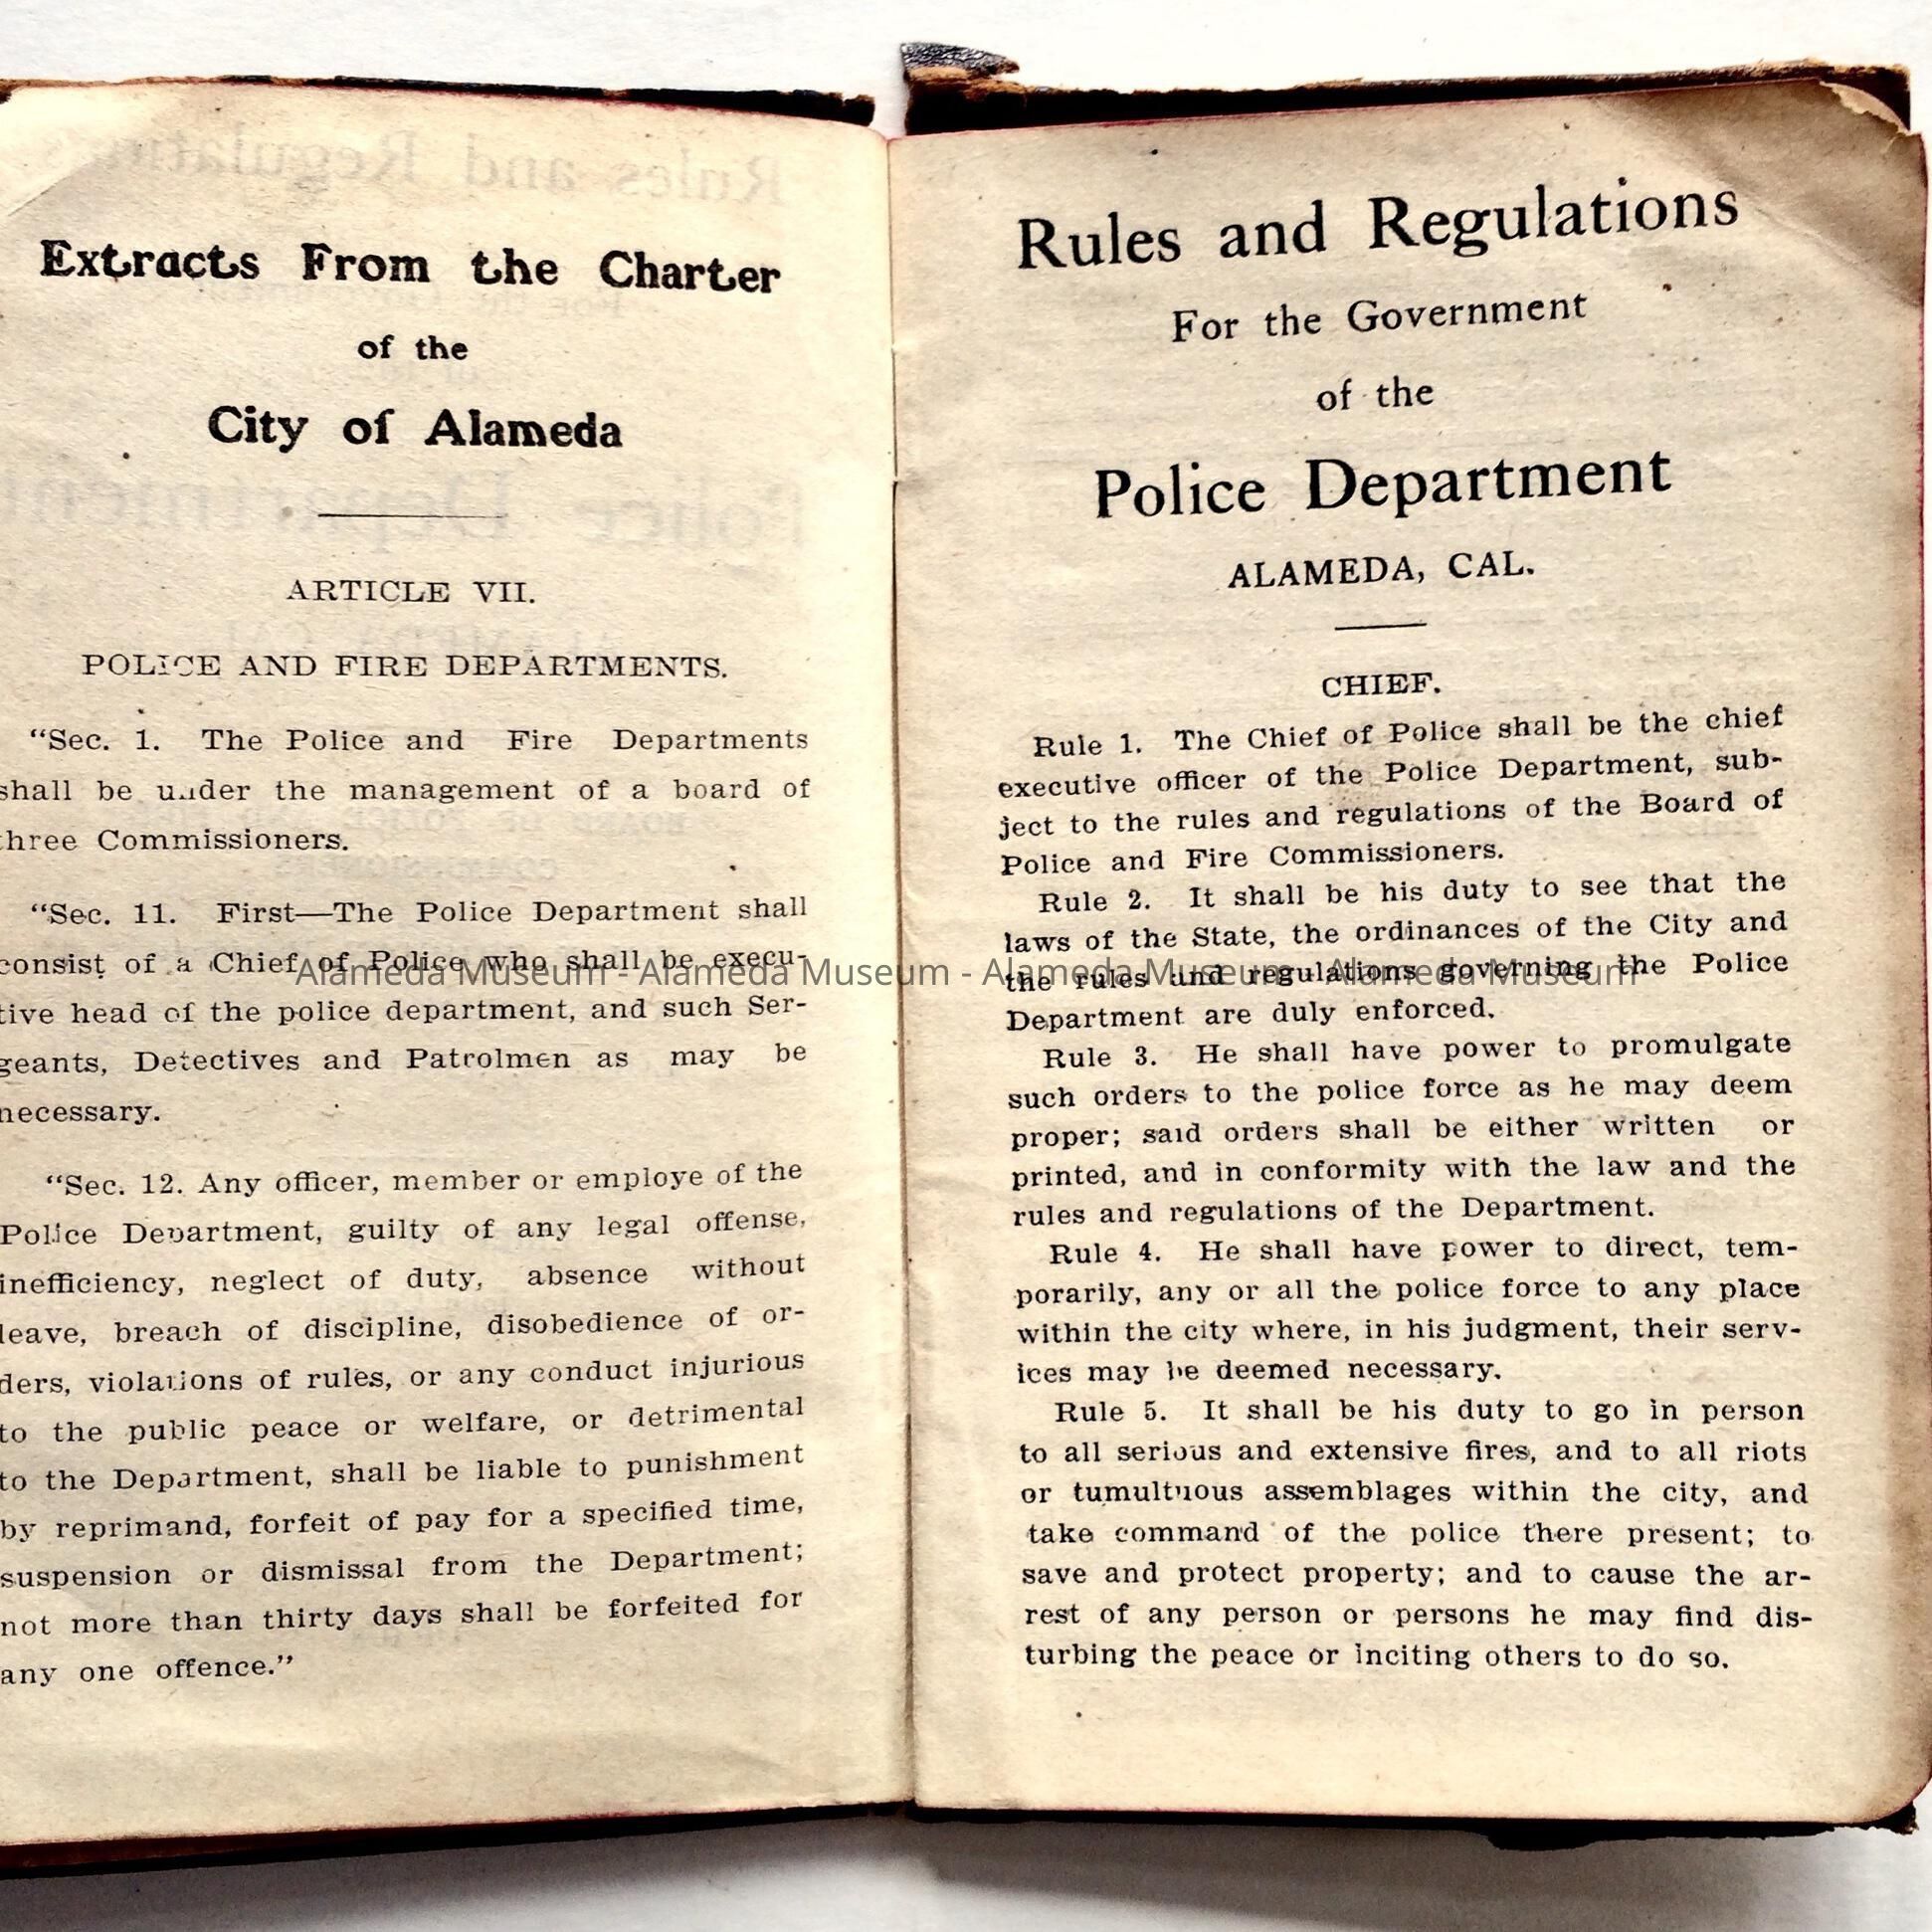 Extracts From the Charter
of the
City of Alameda
ARTICLE VII.
POLICE AND FIRE DEPARTMENTS.
"Sec. 1. The Police and Fire Departments
shall be under the management of a board of
three Commissioners.
"Sec. 11. First—The Police Department shall
consist of a Chief of Police who shall be execu-
tive head of the police department, and such Ser-
geants, Detectives and Patrolmen as may be
necessary.
"Sec. 12. Any officer, member or employe of the
Police Department, guilty of any legal offense,
inefficiency, neglect of duty, absence without
leave, breach of discipline, disobedience of or-
ders, violations of rules, or any conduct injurious
to the public peace or welfare, or detrimental
to the Department, shall be liable to punishment
by reprimand, forfeit of pay for a specified time,
suspension or dismissal from the Department;
not more than thirty days shall be forfeited for
any one offence."
Rules and Regulations
For the Government
of the
Police Department
ALAMEDA, CAL.
CHIEF.
Rule 1. The Chief of Police shall be the chief
executive officer of the Police Department, sub-
ject to the rules and regulations of the Board of
Police and Fire Commissioners.
Rule 2. It shall be his duty to see that the
laws of the State, the ordinances of the City and
the rules and regulations governing the Police
Department are duly enforced.
Rule 3. He shall have power to promulgate
such orders to the police force as he may deem
proper; said orders shall be either written or
printed, and in conformity with the law and the
rules and regulations of the Department.
Rule 4. He shall have power to direct, tem-
porarily, any or all the police force to any place
within the city where, in his judgment, their serv-
ices may be deemed necessary.
Rule 5. It shall be his duty to go in person
to all serious and extensive fires, and to all riots
or tumultuous assemblages within the city, and
take command of the police there present; to
save and protect property; and to cause the ar-
rest of any person or persons he may find dis-
turbing the peace or inciting others to do so.
Alameda Museum - Alameda Museum - Alameda Museum - Alameda Museum